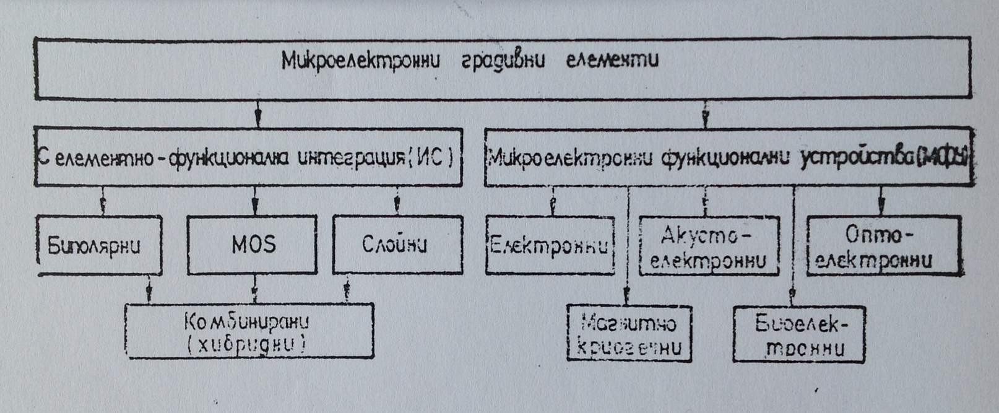 Микроелектронни градивни елементи
С елементно-функционална интеграция (ИС)
Микроелектронни функционални устройства (МФУ)
Биполярни
MOS
Слойни
Електронни
Акусто-
електронни
Опто-
електронни
Комбинирани
(хибридни)
Магнитно
криогенни
Биоелек-
тронни